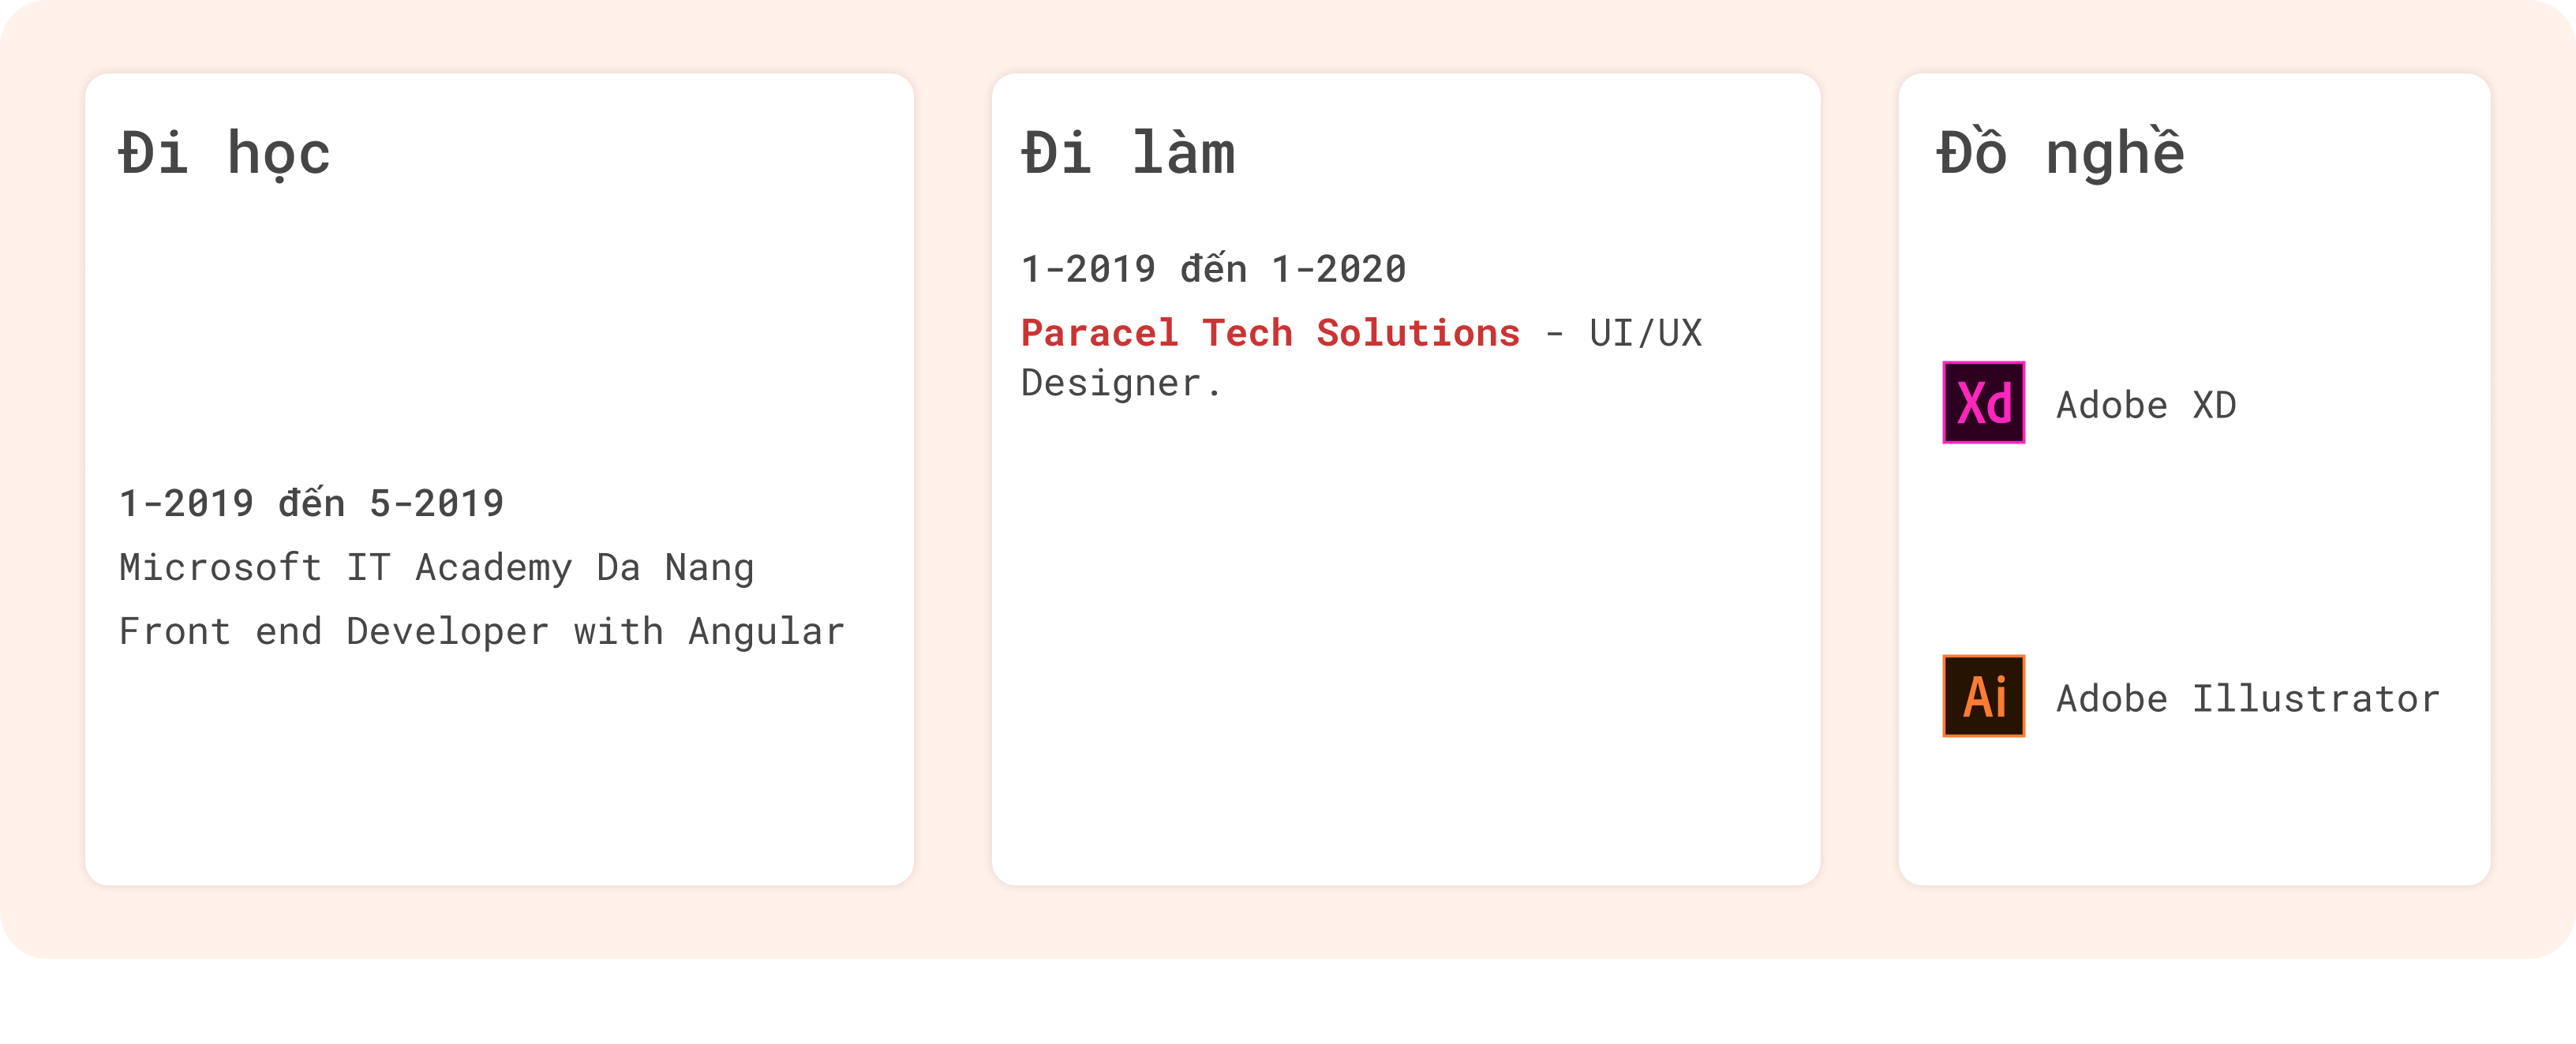 Đi học
1-2019 đến 5-2019
Microsoft IT Academy Da Nang
Front end Developer with Angular
Đi làm
1-2019 đến 1-2020
Paracel Tech Solutions - UI/UX
Designer.
Đồ nghề
Xd Adobe XD
Ai Adobe Illustrator